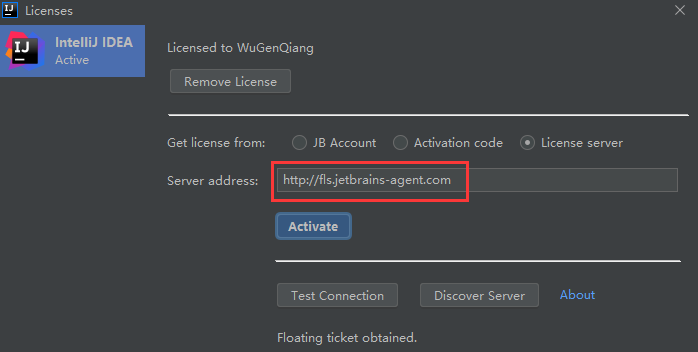 Licenses
IJ
IntelliJ IDEA
Active
Licensed to WuGenQiang
Remove License
Get license from: JB Account Activation code License server
Server address: http://fls.jetbrains-agent.com
Activate
Test Connection Discover Server About
Floating ticket obtained.